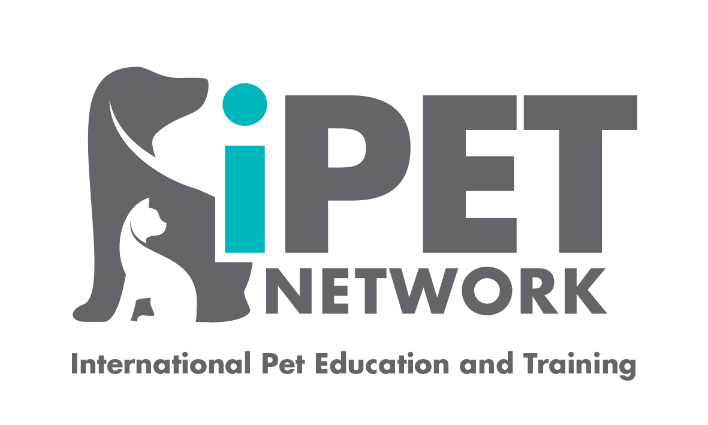 iPET
NETWORK
International Pet Education and Training